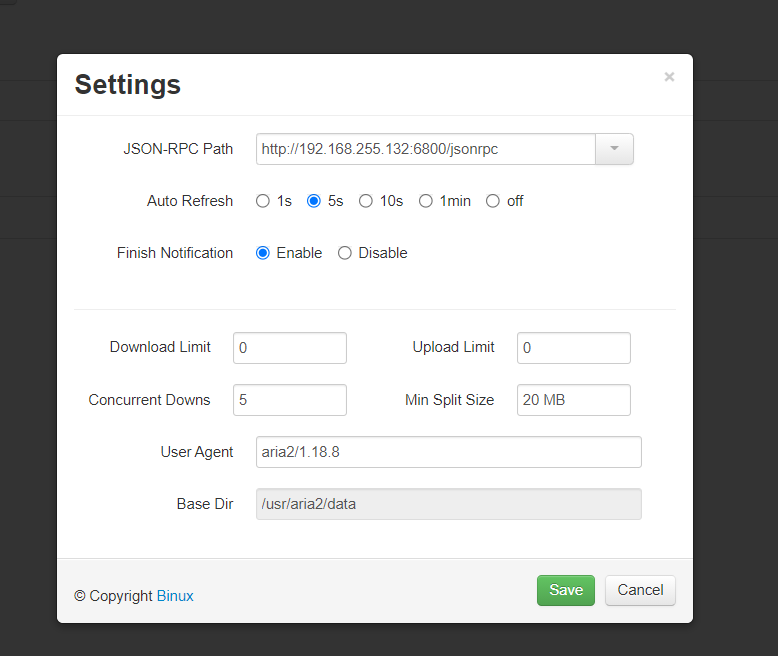 Settings
×
JSON-RPC Path http://192.168.255.132:6800/jsonrpc
Auto Refresh 1s 5s 10s 1min off
Finish Notification Enable Disable
Download Limit 0 Upload Limit 0
Concurrent Downs 5 Min Split Size 20 MB
User Agent aria2/1.18.8
Base Dir /usr/aria2/data
© Copyright Binux Save Cancel